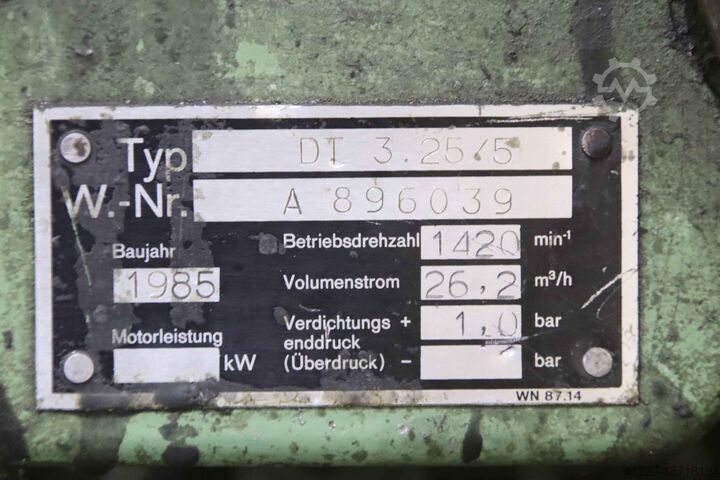 Typ DT 3.25/5
W.-Nr. A 896039
Baujahr
1985
Motorleistung
kW
Betriebsdrehzahl 1420 min-1
Volumenstrom 26,2 m³/h
Verdichtungs + 1,0 bar
enddruck
(Überdruck) − bar
WN 87.14